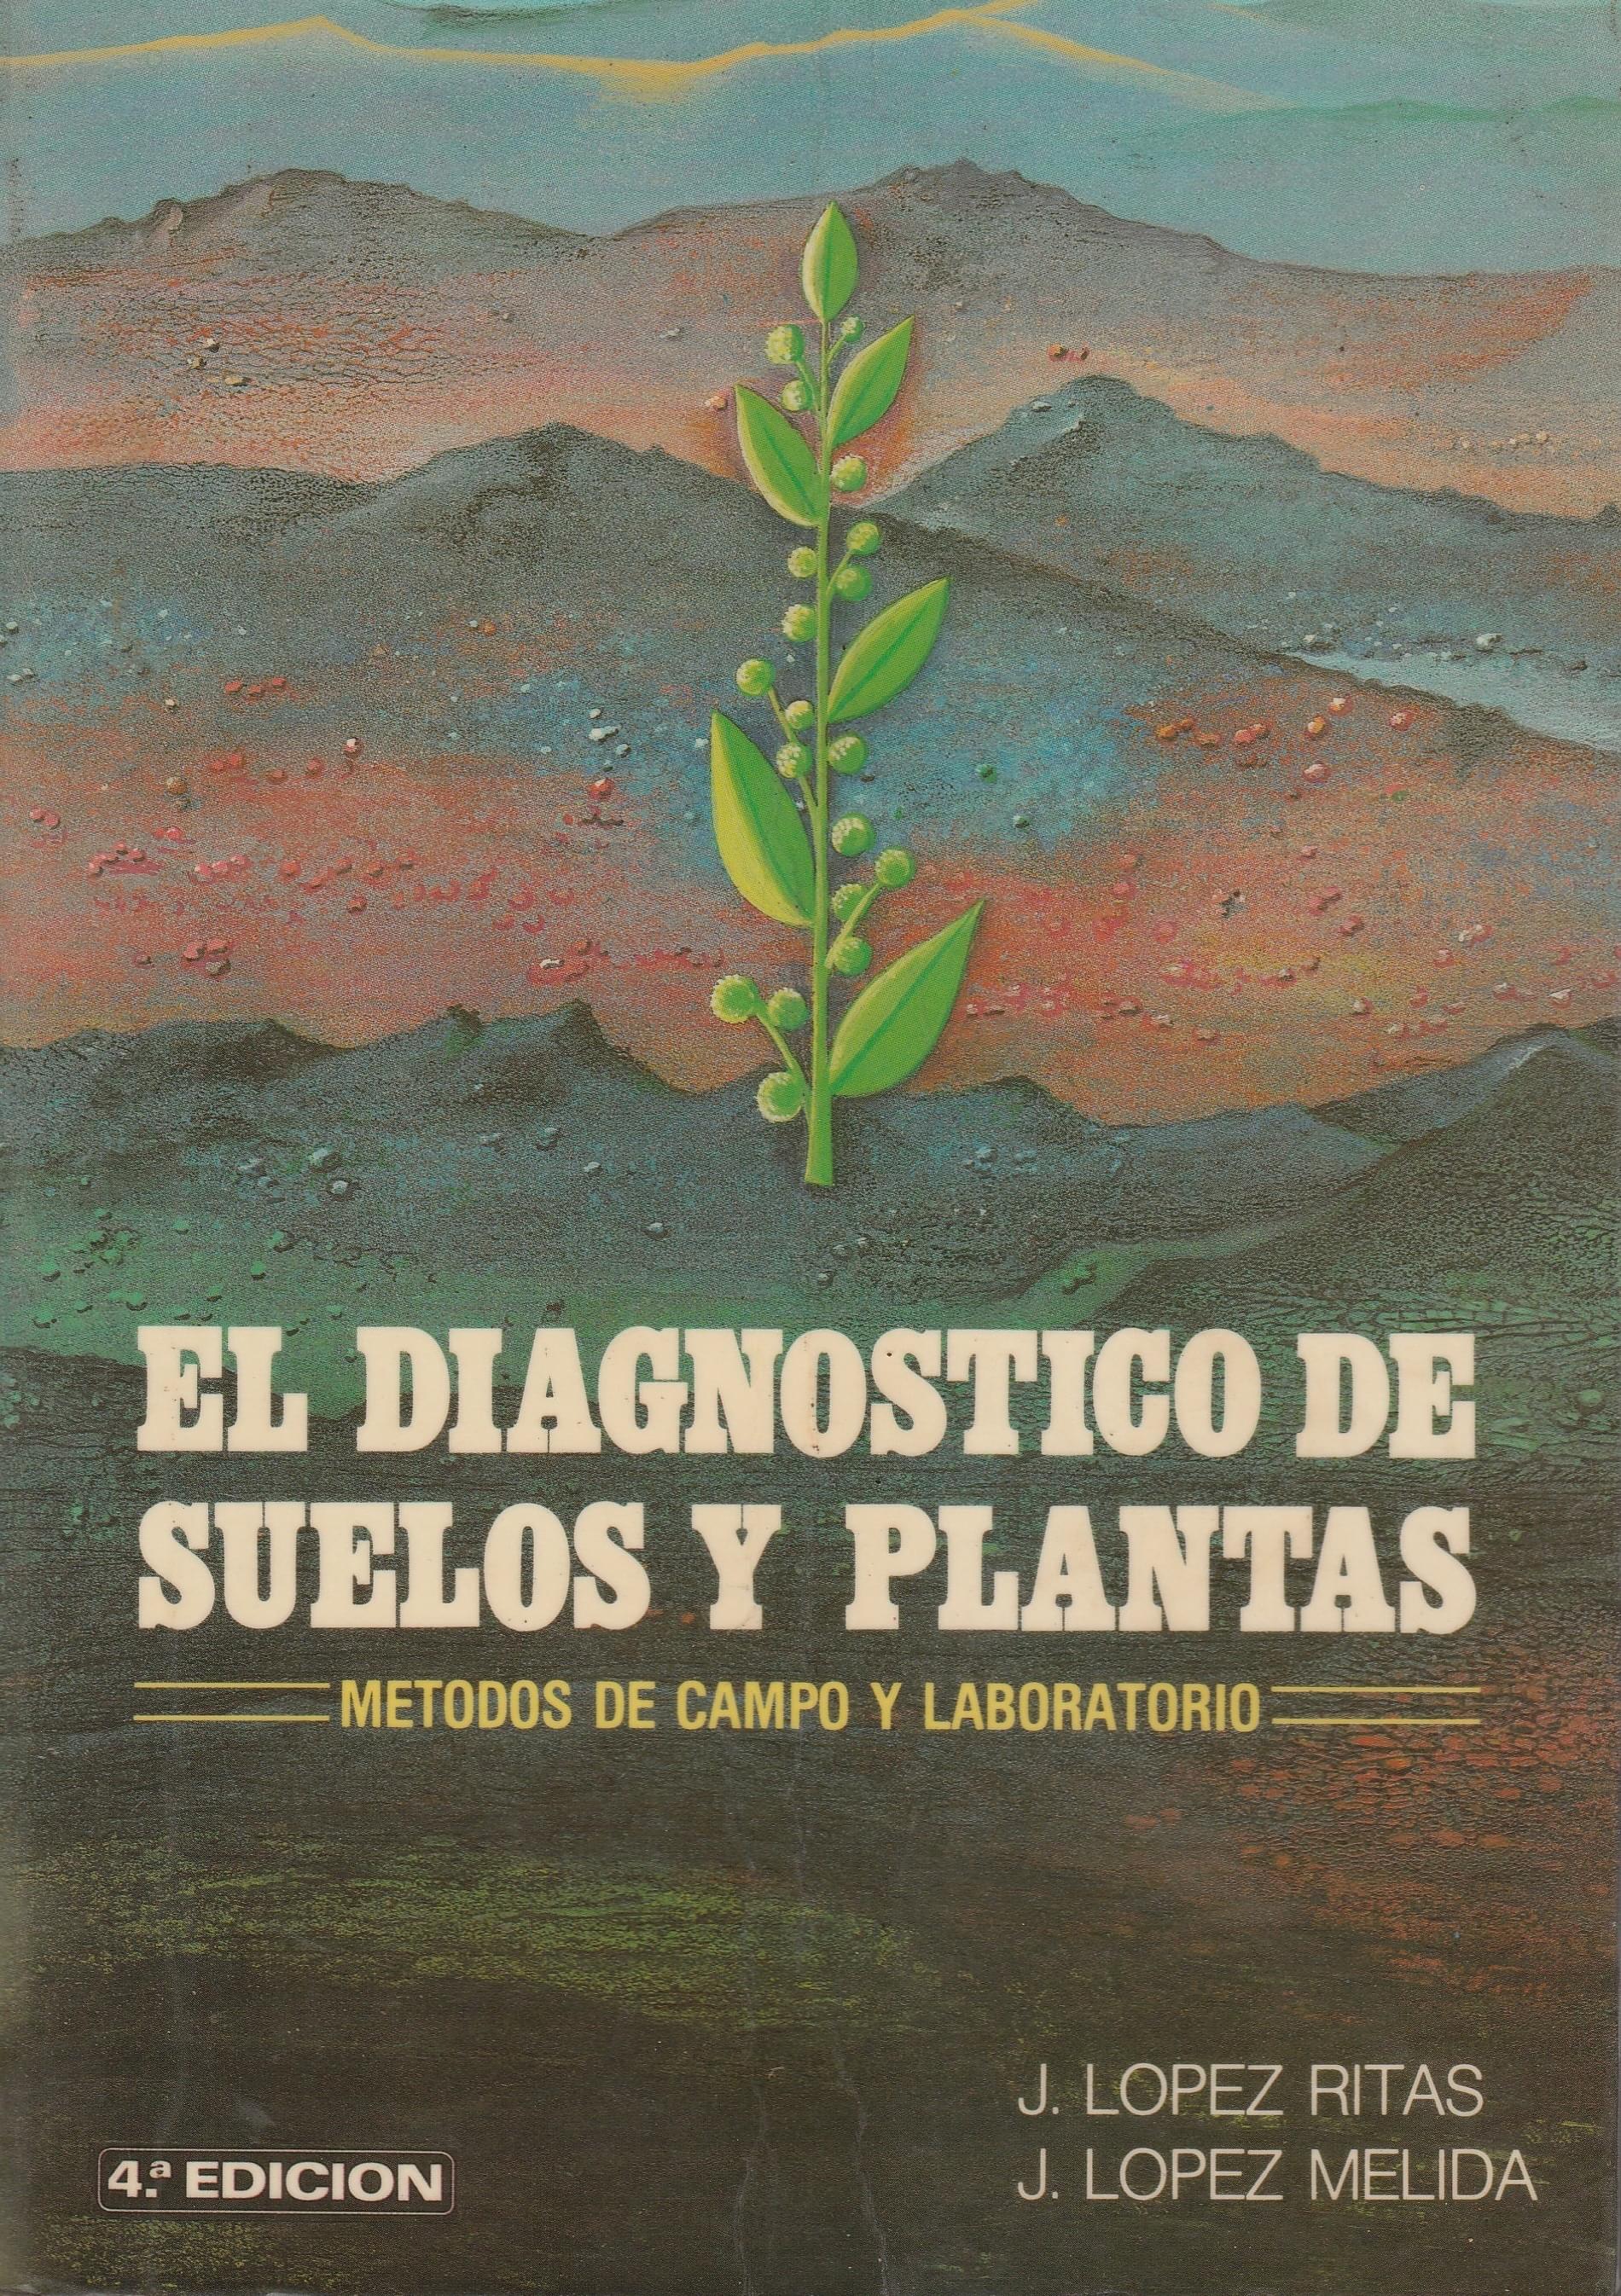 EL DIAGNOSTICO DE
SUELOS Y PLANTAS
METODOS DE CAMPO Y LABORATORIO
J. LOPEZ RITAS
J. LOPEZ MELIDA
4.ª EDICION